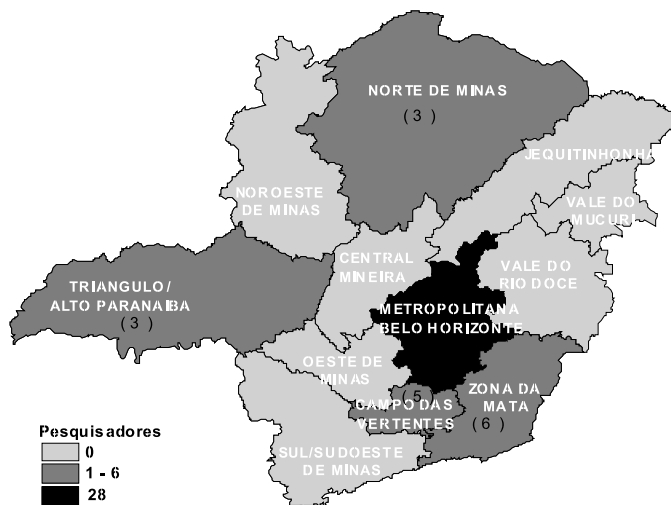 NORTE DE MINAS
( 3 )
JEQUITINHONHA
NOROESTE
DE MINAS
VALE DO
MUCURI
CENTRAL
MINEIRA
VALE DO
RIO DOCE
TRIANGULO/
ALTO PARANAIBA
( 3 )
METROPOLITANA
BELO HORIZONTE
OESTE DE
MINAS
ZONA DA
MATA
( 6 )
( 5 )
CAMPO DAS
VERTENTES
SUL/SUDOESTE
DE MINAS
Pesquisadores
0
1 - 6
28